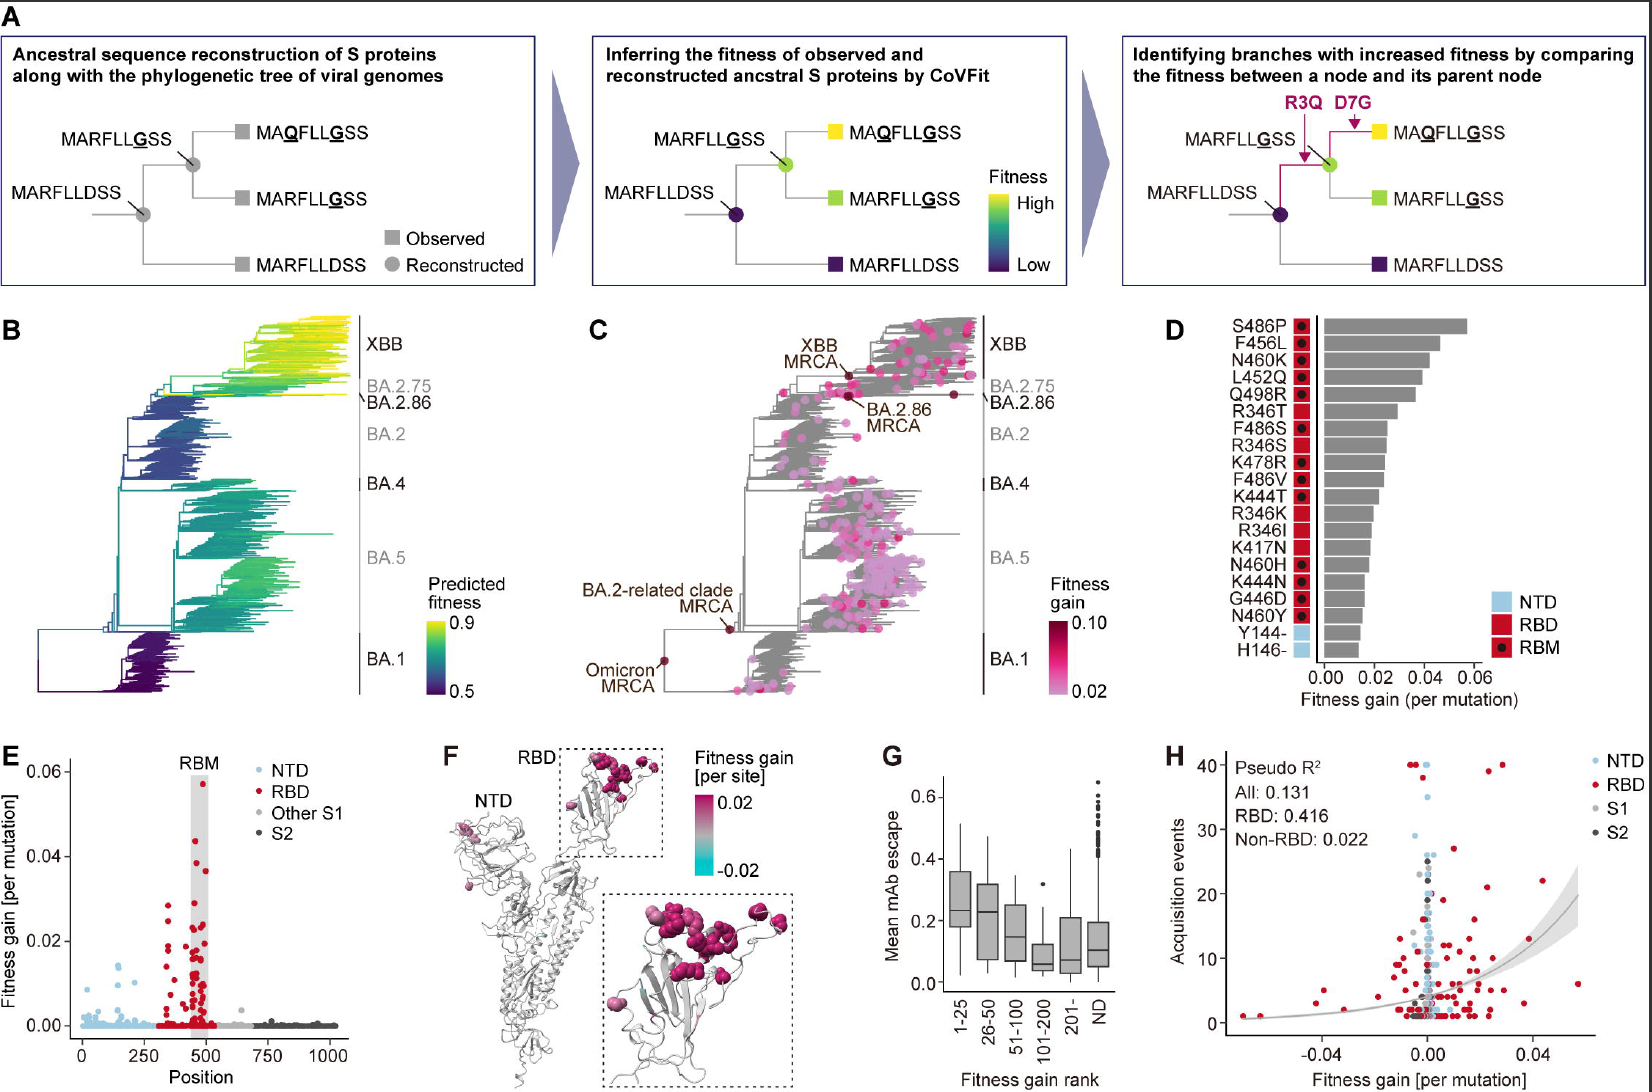 A
Ancestral sequence reconstruction of S proteins
along with the phylogenetic tree of viral genomes
MARFLLGSS
MARFLLDSS
MAQFLLGSS
MARFLLGSS
MARFLLDSS
Observed
Reconstructed
Inferring the fitness of observed and
reconstructed ancstral S proteins by CoVFit
MARFLLGSS
MARFLLDSS
MAQFLLGSS
MARFLLGSS
MARFLLDSS
Fitness
High
Low
Identifying branches with increased fitness by comparing
the fitness between a node and its parent node
R3Q D7G
MARFLLGSS
MARFLLDSS
MAQFLLGSS
MARFLLGSS
MARFLLDSS
B
XBB
BA.2.75
BA.2.86
BA.2
BA.4
BA.5
BA.1
Predicted
fitness
0.9
0.5
C
XBB
MRCA
BA.2.86
MRCA
BA.2-related clade
MRCA
Omicron
MRCA
XBB
BA.2.75
BA.2.86
BA.2
BA.4
BA.5
BA.1
Fitness
gain
0.10
0.02
D
S486P
F456L
N460K
L452Q
Q498R
R346T
F486S
R346S
K478R
F486V
K444T
R346K
R346I
K417N
N460H
K444N
G446D
N460Y
Y144-
H146-
NTD
RBD
RBM
0.00 0.02 0.04 0.06
Fitness gain (per mutation)
E
RBM
NTD
RBD
Other S1
S2
Fitness gain [per mutation]
0.06
0.04
0.02
0.00
0 250 500 750 1000
Position
F
RBD
NTD
Fitness gain
[per site]
0.02
-0.02
G
Mean mAb escape
0.6
0.4
0.2
0.0
1-25
26-50
51-100
101-200
201-
ND
Fitness gain rank
H
Pseudo R²
All: 0.131
RBD: 0.416
Non-RBD: 0.022
NTD
RBD
S1
S2
Acquisition events
40
30
20
10
0
-0.04 0.00 0.04
Fitness gain [per mutation]